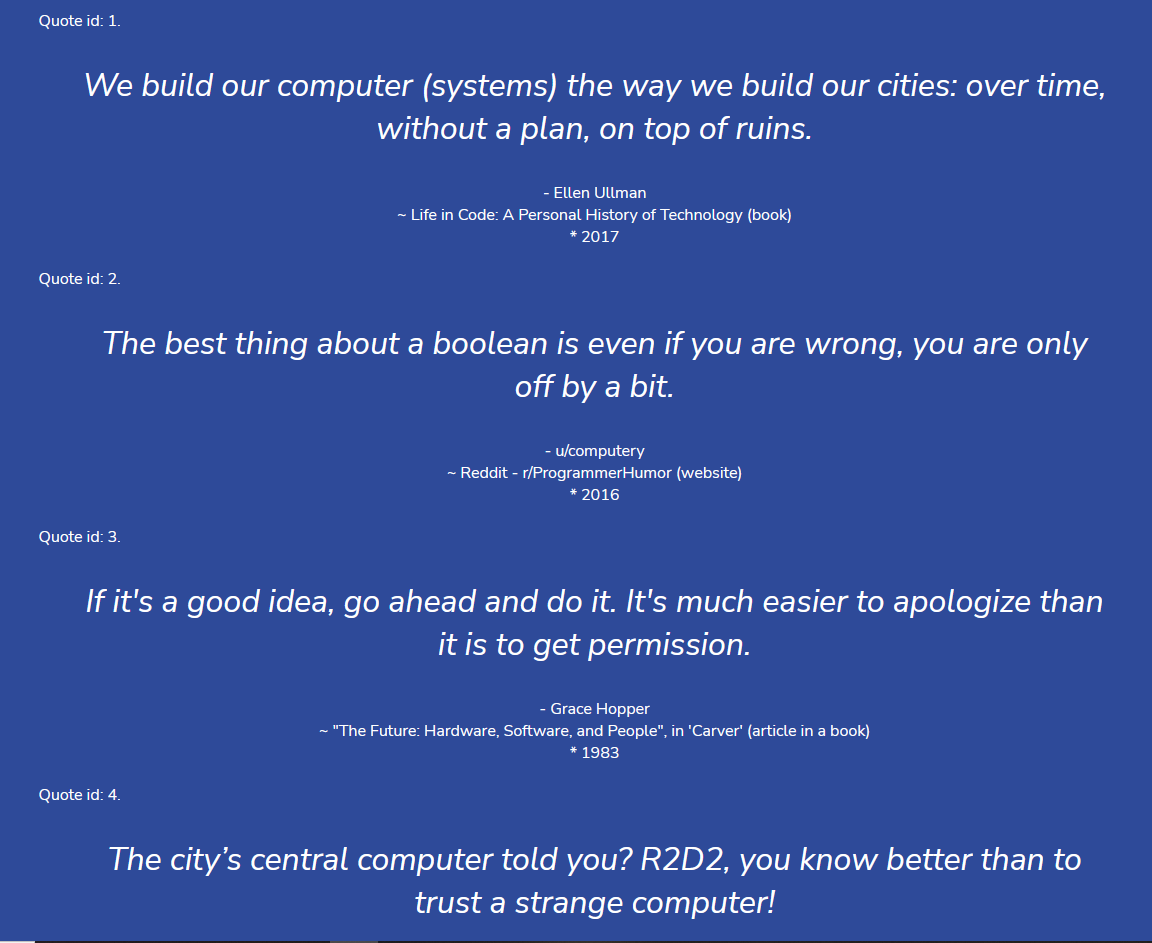 Quote id: 1.
We build our computer (systems) the way we build our cities: over time,
without a plan, on top of ruins.
- Ellen Ullman
~ Life in Code: A Personal History of Technology (book)
* 2017
Quote id: 2.
The best thing about a boolean is even if you are wrong, you are only
off by a bit.
- u/computery
~ Reddit - r/ProgrammerHumor (website)
* 2016
Quote id: 3.
If it's a good idea, go ahead and do it. It's much easier to apologize than
it is to get permission.
- Grace Hopper
~ "The Future: Hardware, Software, and People", in 'Carver' (article in a book)
* 1983
Quote id: 4.
The city’s central computer told you? R2D2, you know better than to
trust a strange computer!